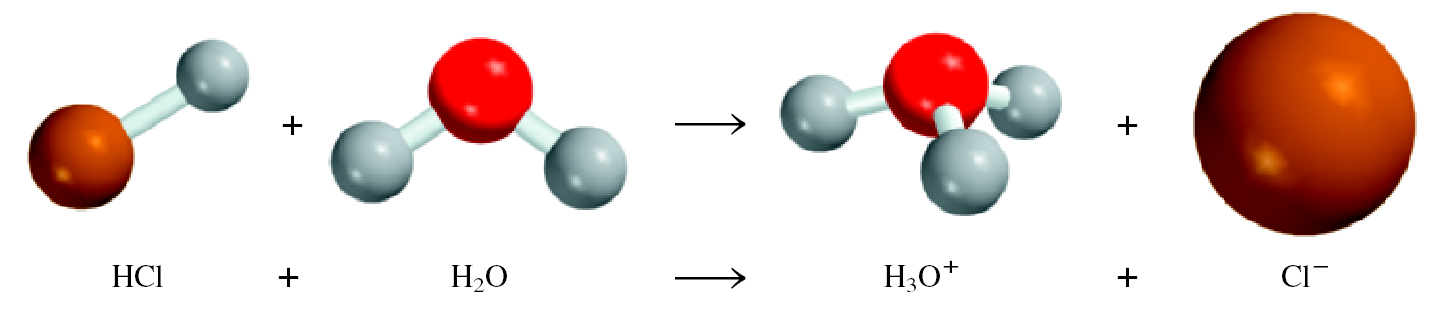 + ⟶ +
HCl + H₂O ⟶ H₃O⁺ + Cl⁻